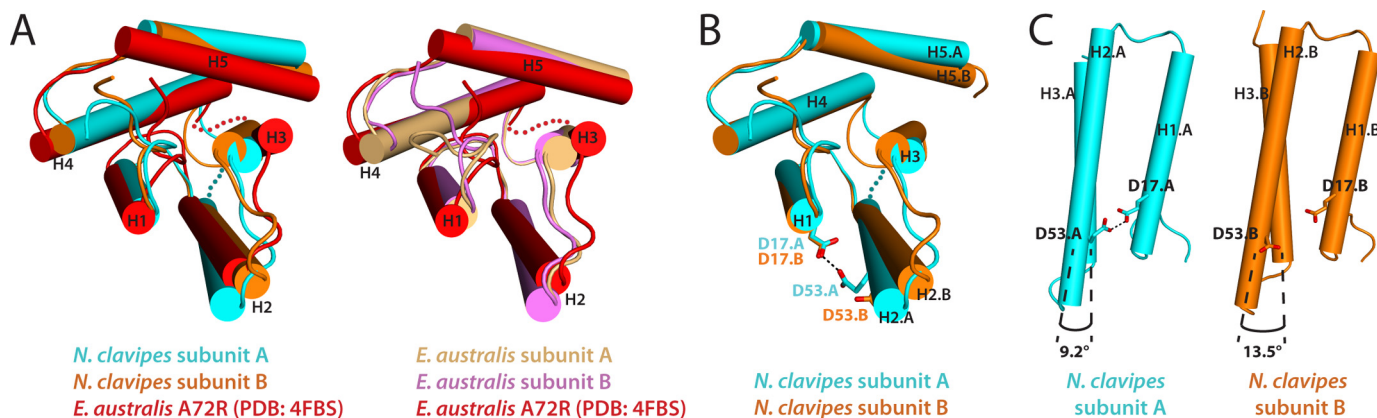 A
H5
H4
H3
H1
H2
N. clavipes subunit A
N. clavipes subunit B
E. australis A72R (PDB: 4FBS)
H5
H4
H3
H1
H2
E. australis subunit A
E. australis subunit B
E. australis A72R (PDB: 4FBS)
B
H5.A
H5.B
H4
H3
H1
D17.A
D17.B
D53.A
D53.B
H2.B
H2.A
N. clavipes subunit A
N. clavipes subunit B
C
H2.A
H3.A
H1.A
D17.A
D53.A
9.2°
N. clavipes
subunit A
H2.B
H3.B
H1.B
D17.B
D53.B
13.5°
N. clavipes
subunit B